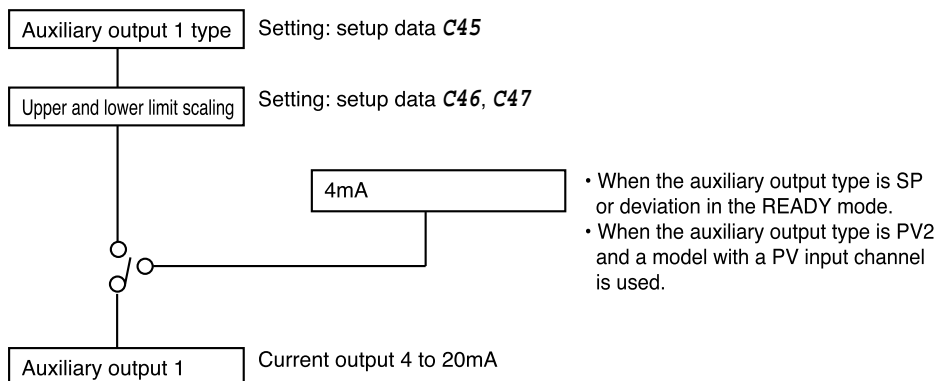 Auxiliary output 1 type
Setting: setup data C45
Upper and lower limit scaling
Setting: setup data C46, C47
4mA
• When the auxiliary output type is SP
or deviation in the READY mode.
• When the auxiliary output type is PV2
and a model with a PV input channel
is used.
Auxiliary output 1
Current output 4 to 20mA